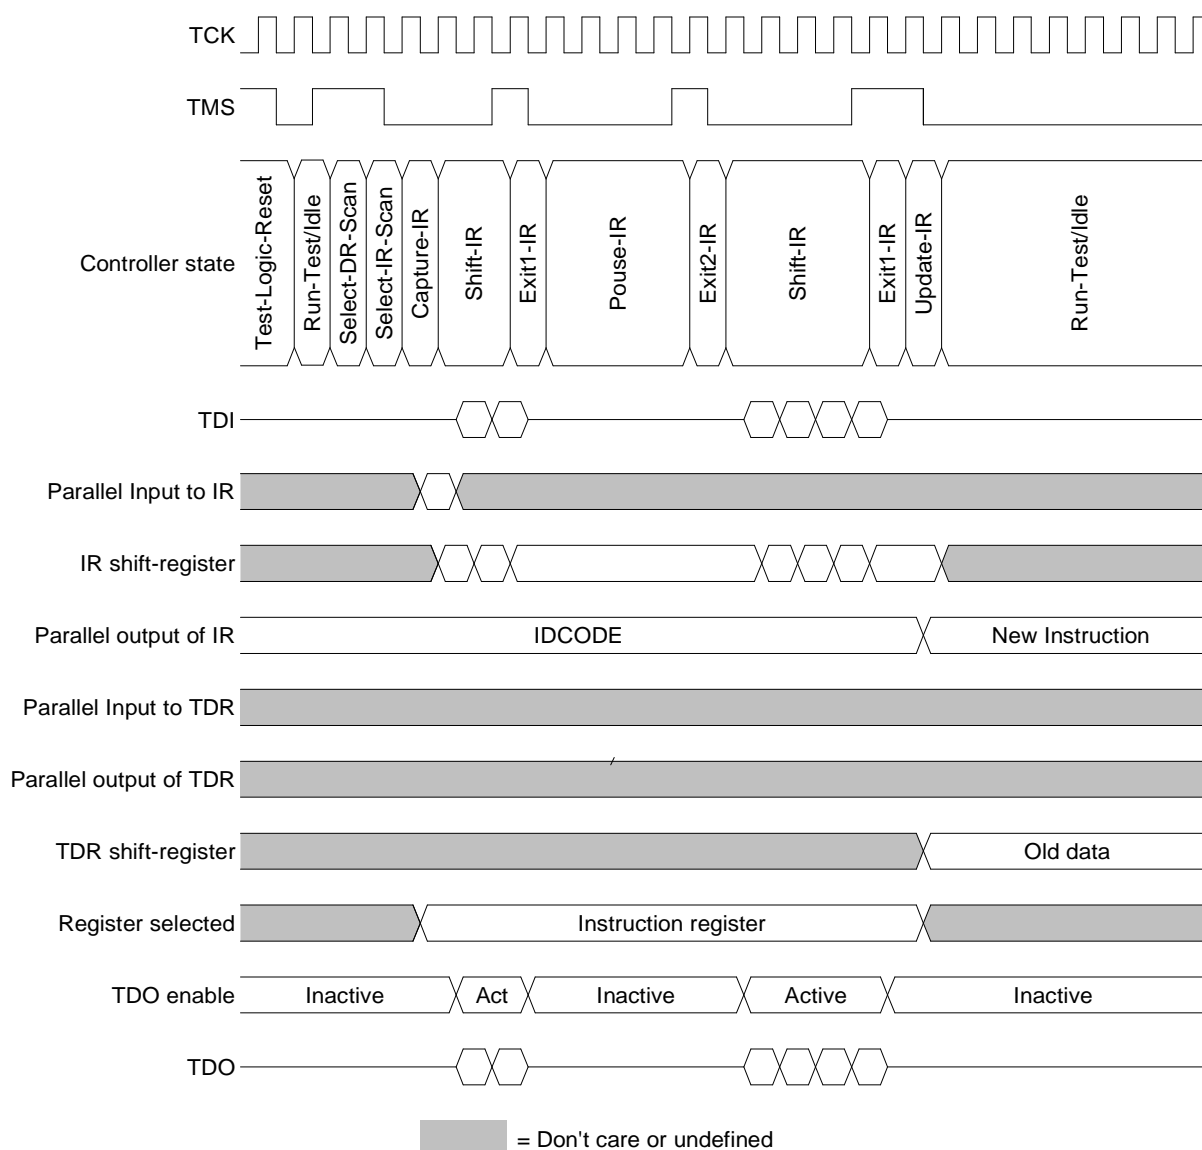 TCK
TMS
Controller state
Test-Logic-Reset
Run-Test/Idle
Select-DR-Scan
Select-IR-Scan
Capture-IR
Shift-IR
Exit1-IR
Pouse-IR
Exit2-IR
Shift-IR
Exit1-IR
Update-IR
Run-Test/Idle
TDI
Parallel Input to IR
IR shift-register
Parallel output of IR IDCODE New Instruction
Parallel Input to TDR
Parallel output of TDR
TDR shift-register Old data
Register selected Instruction register
TDO enable Inactive Act Inactive Active Inactive
TDO
= Don't care or undefined